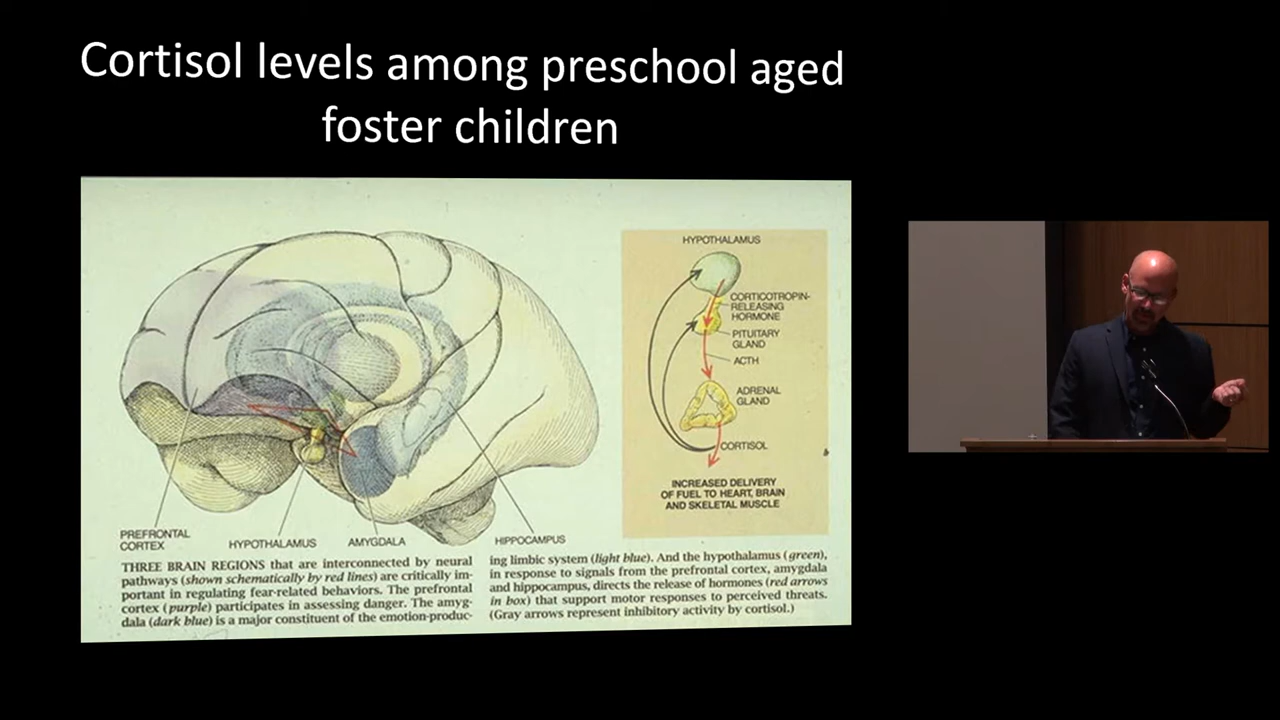 Cortisol levels among preschool aged
foster children
HYPOTHALAMUS
CORTICOTROPIN-
RELEASING
HORMONE
PITUITARY
GLAND
ACTH
ADRENAL
GLAND
CORTISOL
INCREASED DELIVERY
OF FUEL TO HEART, BRAIN
AND SKELETAL MUSCLE
PREFRONTAL
CORTEX
HYPOTHALAMUS
AMYGDALA
HIPPOCAMPUS
THREE BRAIN REGIONS that are interconnected by neural
pathways (shown schematically by red lines) are critically im-
portant in regulating fear-related behaviors. The prefrontal
cortex (purple) participates in assessing danger. The amyg-
dala (dark blue) is a major constituent of the emotion-produc-
ing limbic system (light blue). And the hypothalamus (green),
in response to signals from the prefrontal cortex, amygdala
and hippocampus, directs the release of hormones (red arrows
in box) that support motor responses to perceived threats.
(Gray arrows represent inhibitory activity by cortisol.)